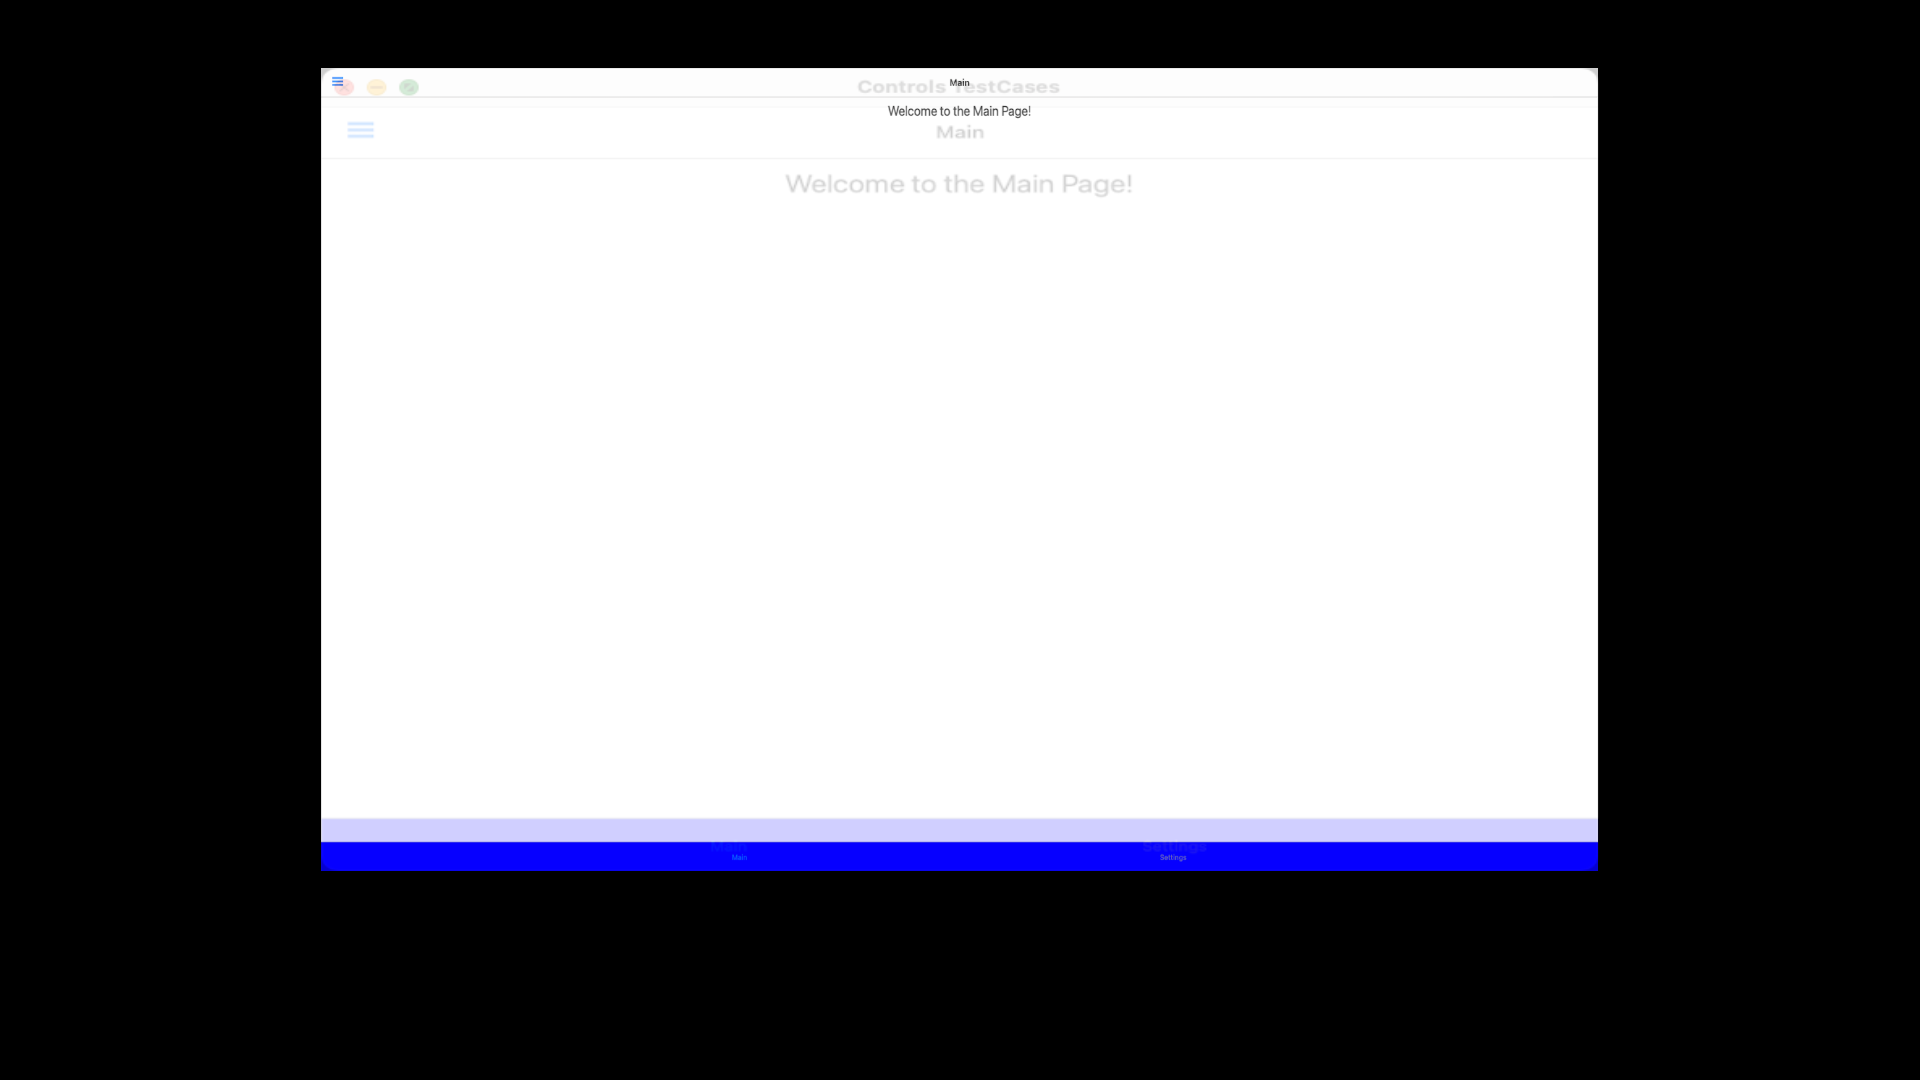 Controls TestCases
Main
Welcome to the Main Page!
Main
Welcome to the Main Page!
Main
Settings
Main
Settings